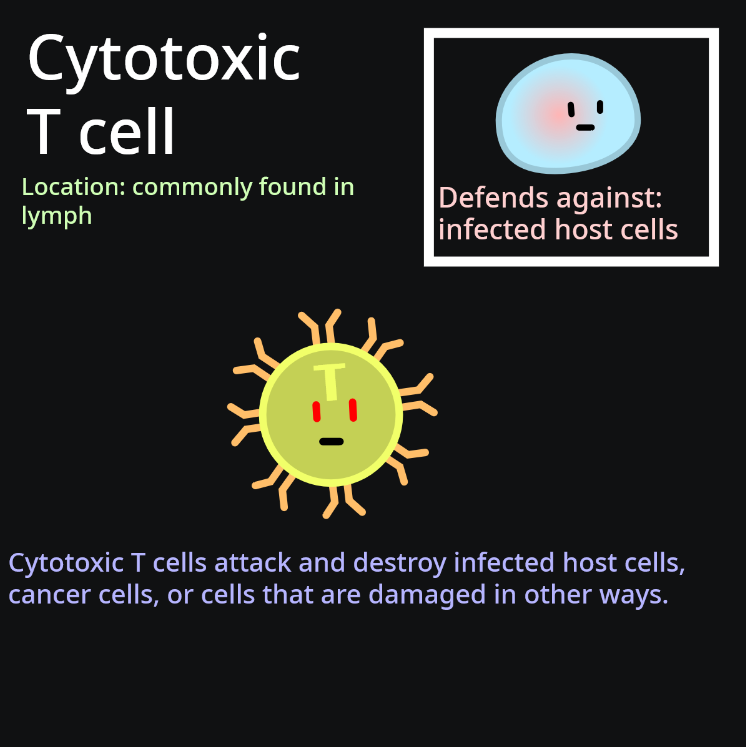 Cytotoxic
T cell
Location: commonly found in
lymph
Defends against:
infected host cells
T
Cytotoxic T cells attack and destroy infected host cells,
cancer cells, or cells that are damaged in other ways.